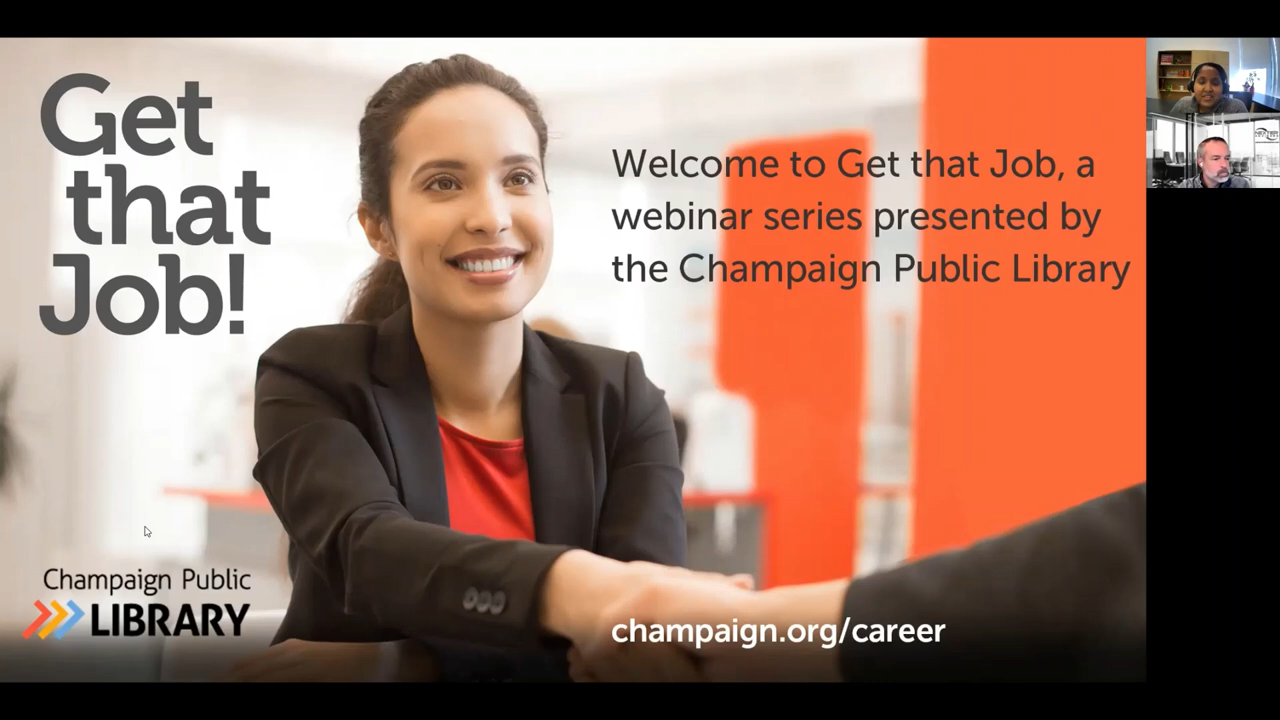 Get
that
Job!
Welcome to Get that Job, a
webinar series presented by
the Champaign Public Library
Champaign Public
LIBRARY
champaign.org/career